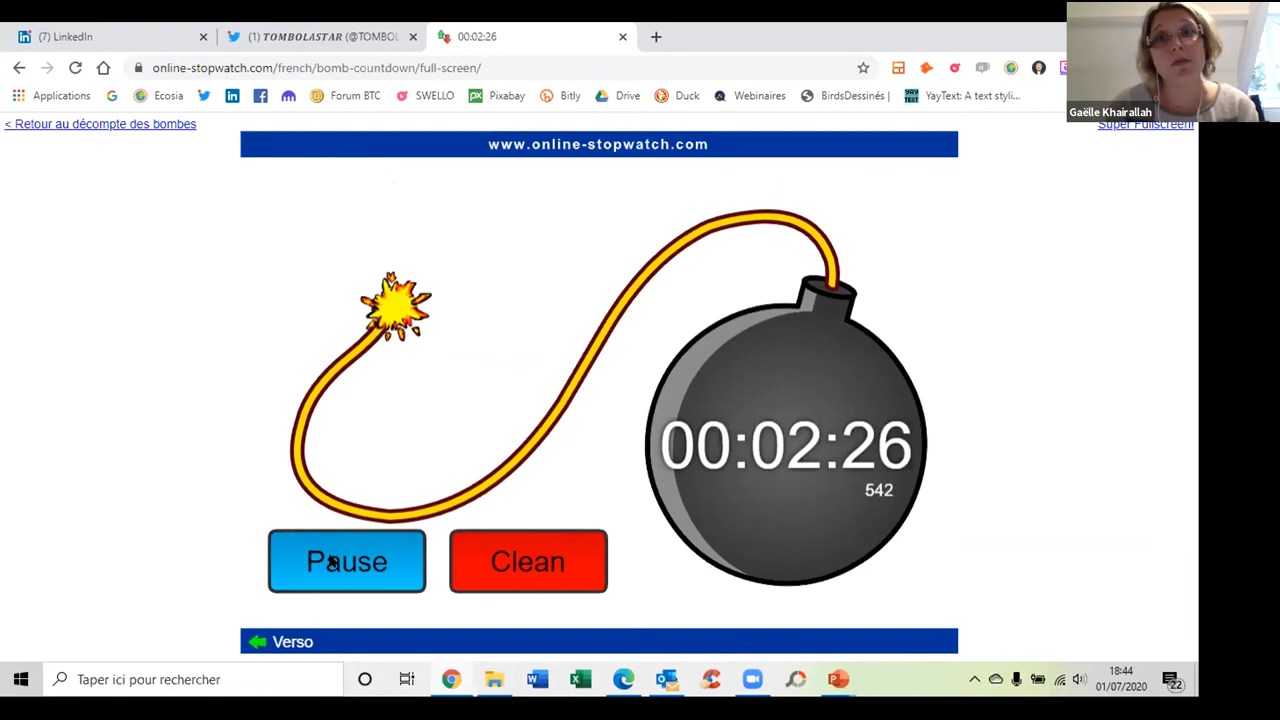 (7) LinkedIn
(1) 𝑻𝑶𝑴𝑩𝑶𝑳𝑨𝑺𝑻𝑨𝑹 (@TOMBOL
00:02:26
online-stopwatch.com/french/bomb-countdown/full-screen/
Applications
Ecosia
Forum BTC
SWELLO
Pixabay
Bitly
Drive
Duck
Webinaires
BirdsDessinés |
YayText: A text styli...
Gaëlle Khairallah
< Retour au décompte des bombes
Super Fullscreen!
www.online-stopwatch.com
00:02:26
542
Pause
Clean
Verso
Taper ici pour rechercher
18:44
01/07/2020
22